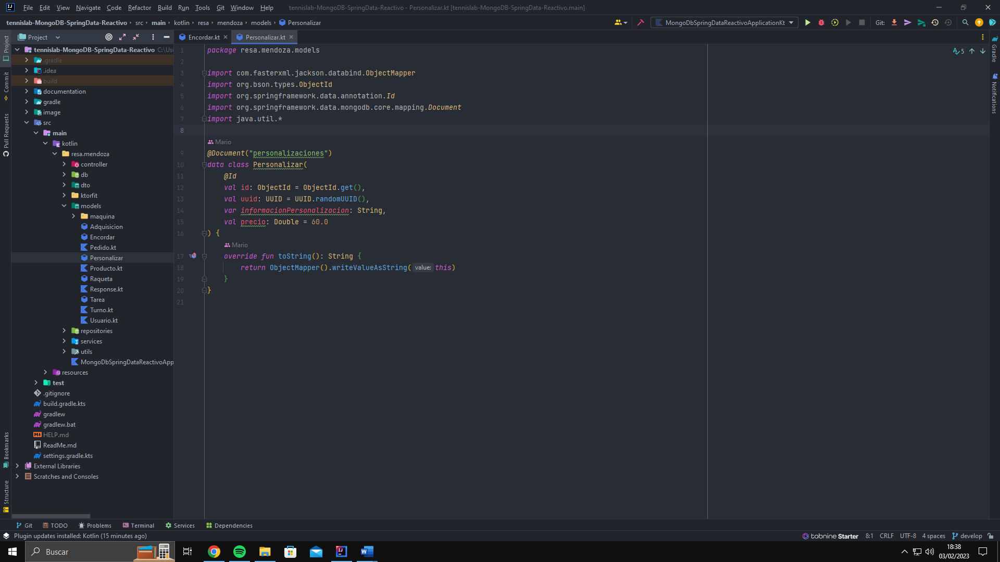 File Edit View Navigate Code Refactor Build Run Tools Git Window Help tennislab-MongoDB-SpringData-Reactivo - Personalizar.kt [tennislab-MongoDB-SpringData-Reactivo.main]
tennislab-MongoDB-SpringData-Reactivo src main kotlin resa mendoza models Personalizar MongoDbSpringDataReactivoApplicationKt Git:
Project Encordar.kt Personalizar.kt
tennislab-MongoDB-SpringData-Reactivo C:\Use
.gradle
.idea
build
documentation
gradle
image
src
main
kotlin
resa.mendoza
controller
db
dto
ktorfit
models
maquina
Adquisicion
Encordar
Pedido.kt
Personalizar
Producto.kt
Raqueta
Response.kt
Tarea
Turno.kt
Usuario.kt
repositories
services
utils
MongoDbSpringDataReactivoApp
resources
test
.gitignore
build.gradle.kts
gradlew
gradlew.bat
HELP.md
ReadMe.md
settings.gradle.kts
External Libraries
Scratches and Consoles
Project
Commit
Pull Requests
Bookmarks
Structure
1 package resa.mendoza.models
2
3 import com.fasterxml.jackson.databind.ObjectMapper
4 import org.bson.types.ObjectId
5 import org.springframework.data.annotation.Id
6 import org.springframework.data.mongodb.core.mapping.Document
7 import java.util.*
8
Mario
9 @Document("personalizaciones")
10 data class Personalizar(
11 @Id
12 val id: ObjectId = ObjectId.get(),
13 val uuid: UUID = UUID.randomUUID(),
14 var informacionPersonalizacion: String,
15 val precio: Double = 60.0
16 ) {
Mario
17 override fun toString(): String {
18 return ObjectMapper().writeValueAsString( value: this)
19 }
20 }
21
5
Gradle
Notifications
Git TODO Problems Terminal Services Dependencies
Plugin updates installed: Kotlin (15 minutes ago) tabnine Starter 8:1 CRLF UTF-8 4 spaces develop
Buscar
18:38
03/02/2023